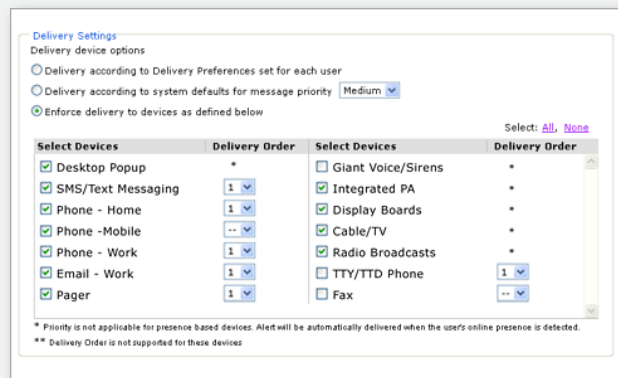 Delivery Settings
Delivery device options
Delivery according to Delivery Preferences set for each user
Delivery according to system defaults for message priority Medium
Enforce delivery to devices as defined below
Select: All, None
Select Devices Delivery Order Select Devices Delivery Order
Desktop Popup * Giant Voice/Sirens *
SMS/Text Messaging 1 Integrated PA *
Phone - Home 1 Display Boards *
Phone -Mobile -- Cable/TV *
Phone - Work 1 Radio Broadcasts *
Email - Work 1 TTY/TTD Phone 1
Pager 1 Fax --
* Priority is not applicable for presence based devices. Alert will be automatically delivered when the user's online presence is detected.
** Delivery Order is not supported for these devices